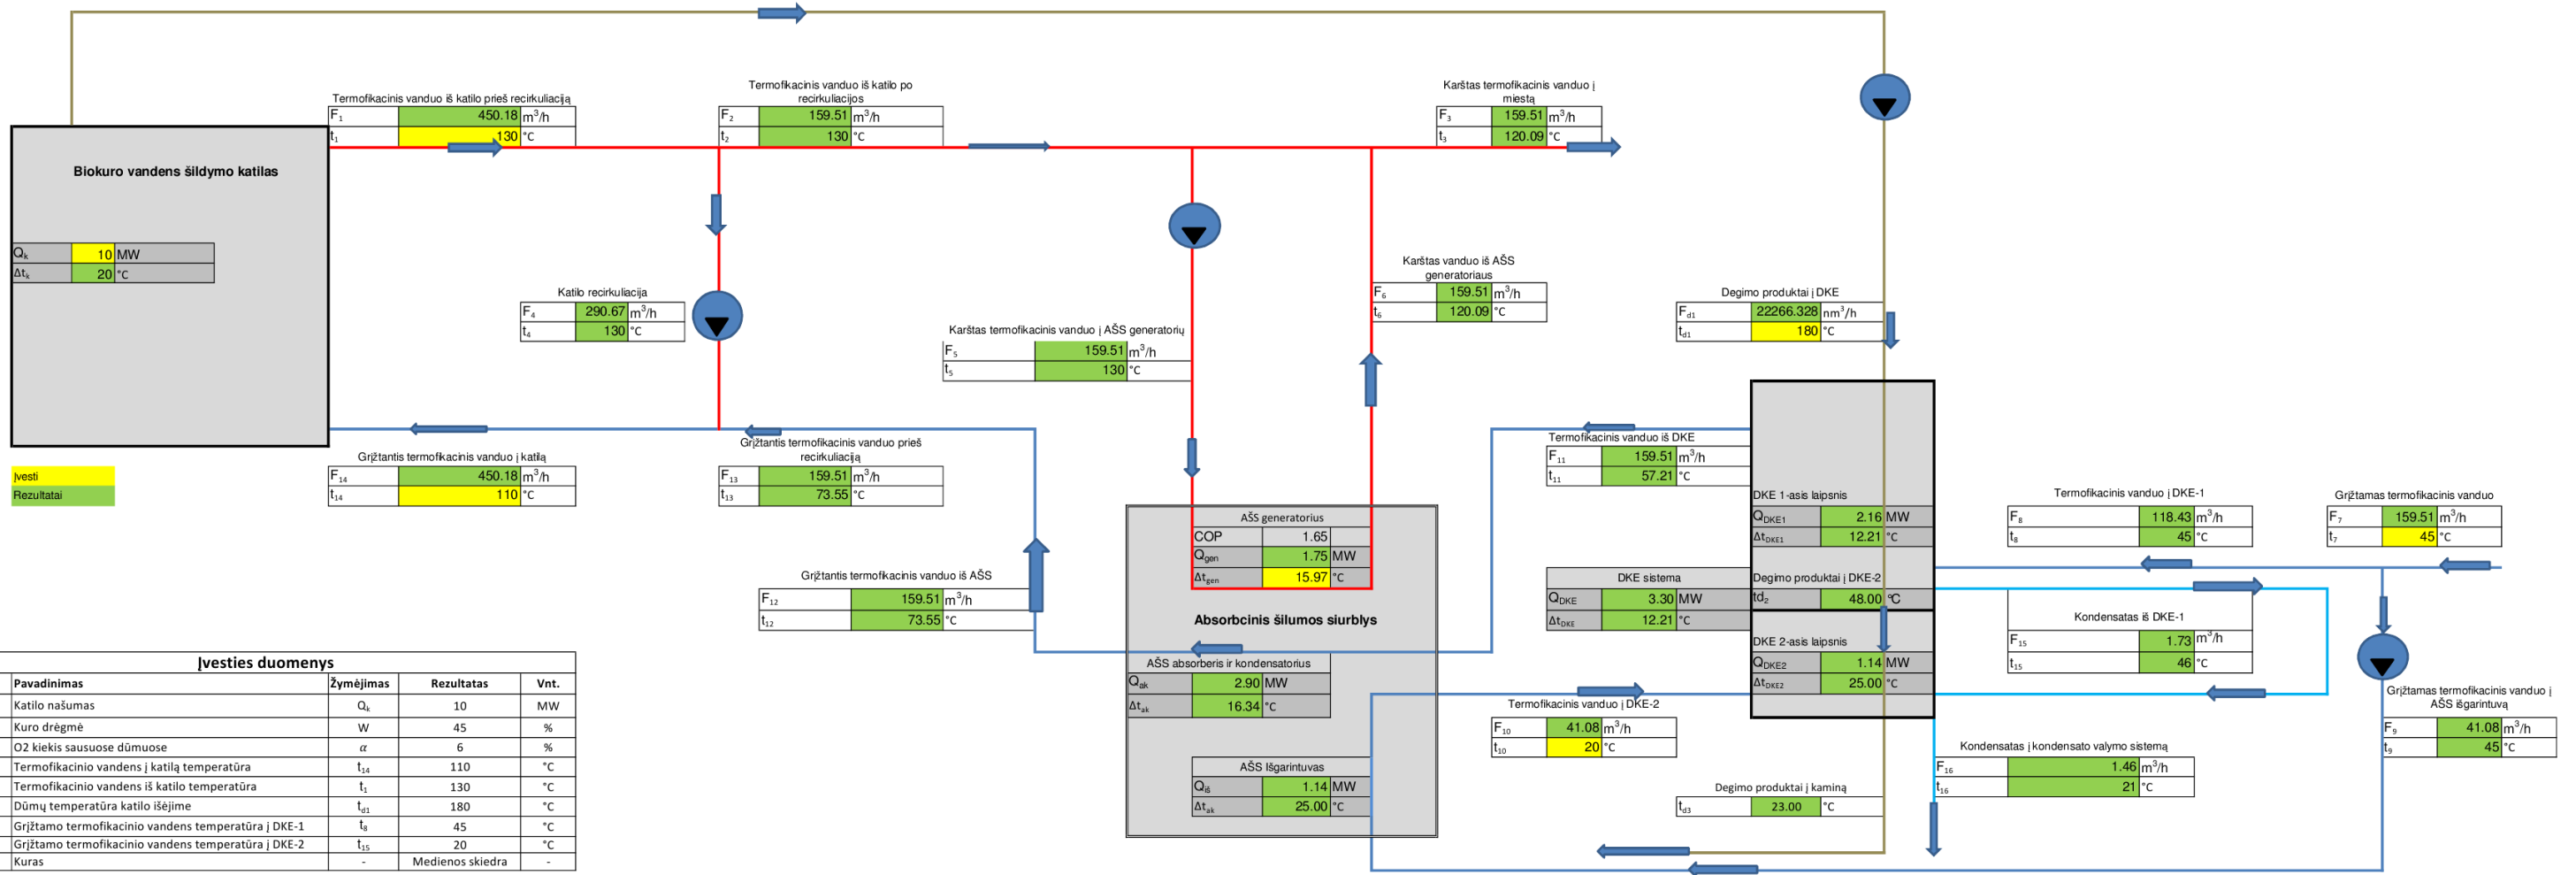 Termofikacinis vanduo iš katilo prieš recirkuliaciją
F₁ 450.18 m³/h
t₁ 130 °C
Termofikacinis vanduo iš katilo po
recirkuliacijos
F₂ 159.51 m³/h
t₂ 130 °C
Karštas termofikacinis vanduo į
miestą
F₃ 159.51 m³/h
t₃ 120.09 °C
Biokuro vandens šildymo katilas
Qₖ 10 MW
Δtₖ 20 °C
Katilo recirkuliacija
F₄ 290.67 m³/h
t₄ 130 °C
Karštas termofikacinis vanduo į AŠS generatorių
F₅ 159.51 m³/h
t₅ 130 °C
Karštas vanduo iš AŠS
generatoriaus
F₆ 159.51 m³/h
t₆ 120.09 °C
Degimo produktai į DKE
F_d1 22266.328 nm³/h
t_d1 180 °C
Įvesti
Rezultatai
Grįžtantis termofikacinis vanduo į katilą
F₁₄ 450.18 m³/h
t₁₄ 110 °C
Grįžtantis termofikacinis vanduo prieš
recirkuliaciją
F₁₃ 159.51 m³/h
t₁₃ 73.55 °C
Grįžtantis termofikacinis vanduo iš AŠS
F₁₂ 159.51 m³/h
t₁₂ 73.55 °C
AŠS generatorius
COP 1.65
Q_gen 1.75 MW
Δt_gen 15.97 °C
Absorbcinis šilumos siurblys
AŠS absorberis ir kondensatorius
Q_ak 2.90 MW
Δt_ak 16.34 °C
AŠS Išgarintuvas
Q_iš 1.14 MW
Δt_ak 25.00 °C
Termofikacinis vanduo iš DKE
F₁₁ 159.51 m³/h
t₁₁ 57.21 °C
DKE sistema
Q_DKE 3.30 MW
Δt_DKE 12.21 °C
DKE 1-asis laipsnis
Q_DKE1 2.16 MW
Δt_DKE1 12.21 °C
Degimo produktai į DKE-2
td₂ 48.00 °C
DKE 2-asis laipsnis
Q_DKE2 1.14 MW
Δt_DKE2 25.00 °C
Termofikacinis vanduo į DKE-2
F₁₀ 41.08 m³/h
t₁₀ 20 °C
Degimo produktai į kaminą
t_d3 23.00 °C
Termofikacinis vanduo į DKE-1
F₈ 118.43 m³/h
t₈ 45 °C
Grįžtamas termofikacinis vanduo
F₇ 159.51 m³/h
t₇ 45 °C
Kondensatas iš DKE-1
F₁₅ 1.73 m³/h
t₁₅ 46 °C
Grįžtamas termofikacinis vanduo į
AŠS išgarintuvą
F₉ 41.08 m³/h
t₉ 45 °C
Kondensatas į kondensato valymo sistemą
F₁₆ 1.46 m³/h
t₁₆ 21 °C
Įvesties duomenys
Pavadinimas Žymėjimas Rezultatas Vnt.
Katilo našumas Qₖ 10 MW
Kuro drėgmė W 45 %
O2 kiekis sausuose dūmuose α 6 %
Termofikacinio vandens į katilą temperatūra t₁₄ 110 °C
Termofikacinio vandens iš katilo temperatūra t₁ 130 °C
Dūmų temperatūra katilo išėjime t_d1 180 °C
Grįžtamo termofikacinio vandens temperatūra į DKE-1 t₈ 45 °C
Grįžtamo termofikacinio vandens temperatūra į DKE-2 t₁₅ 20 °C
Kuras - Medienos skiedra -